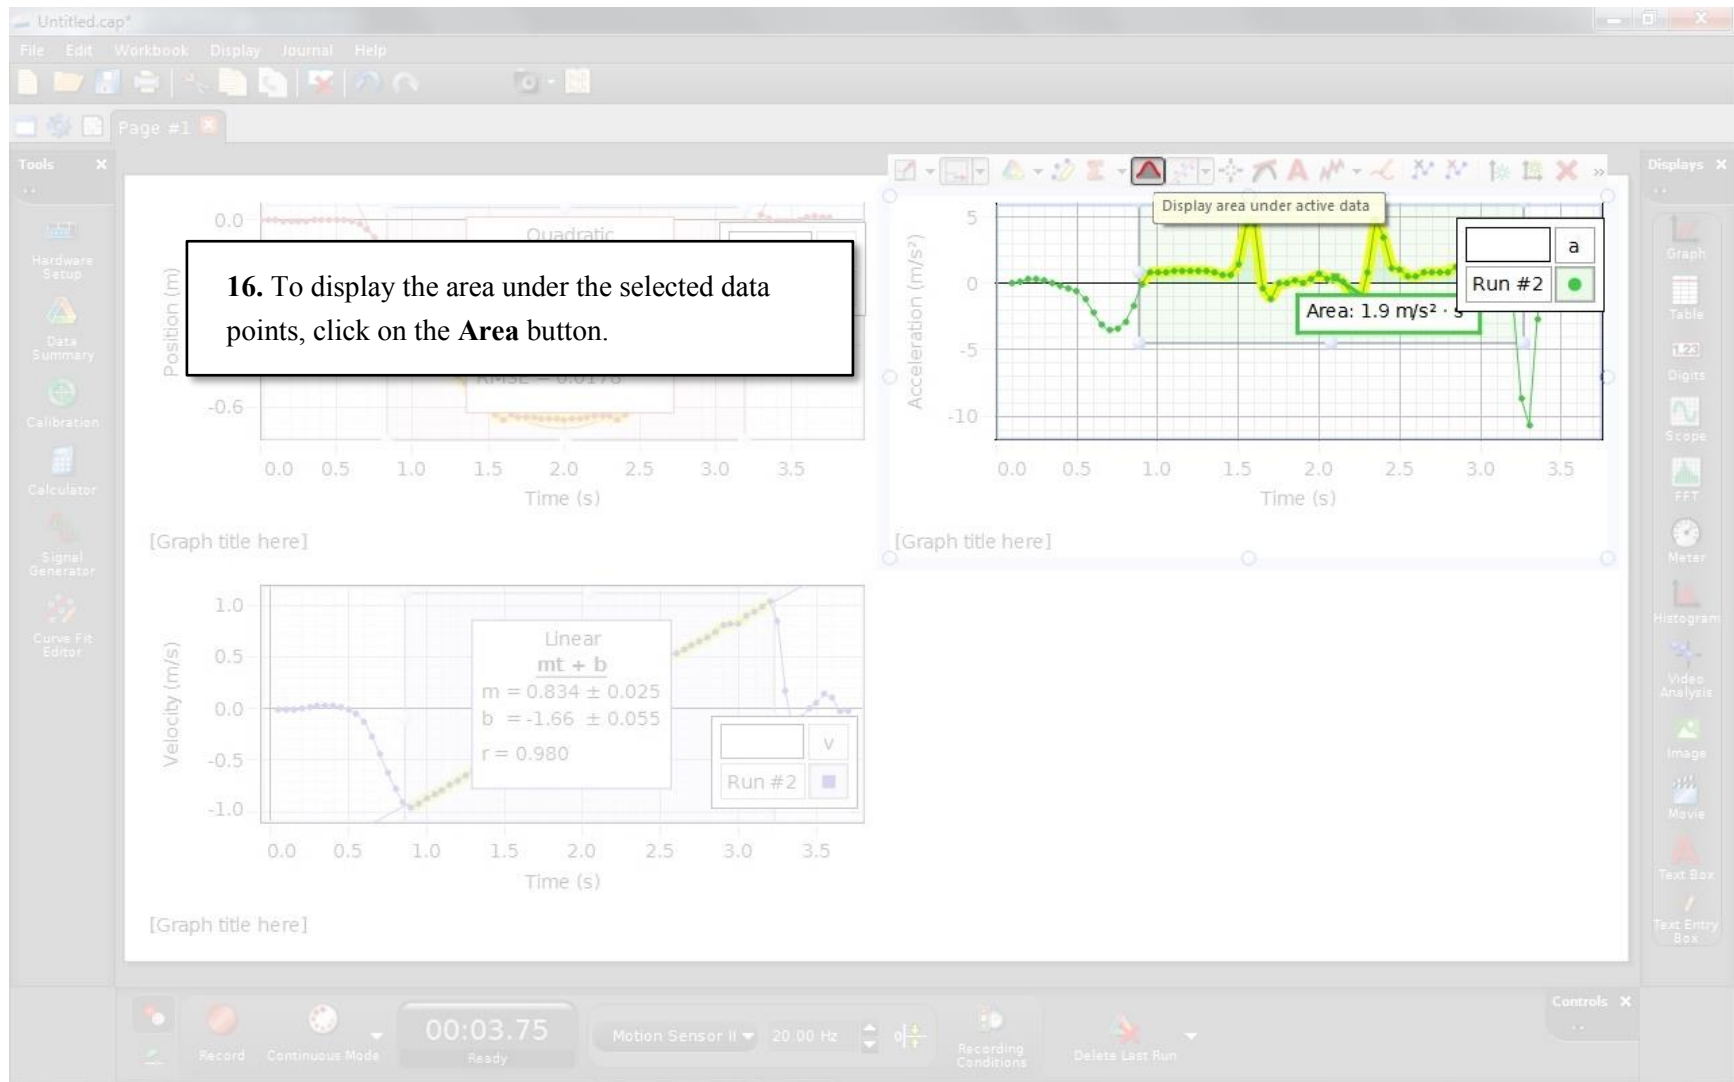 Untitled.cap*
File Edit Workbook Display Journal Help
Page #1
Tools
Hardware Setup
Data Summary
Calibration
Calculator
Signal Generator
Curve Fit Editor
16. To display the area under the selected data
points, click on the Area button.
Quadratic
0.0
-0.6
Position (m)
0.0 0.5 1.0 1.5 2.0 2.5 3.0 3.5
Time (s)
[Graph title here]
Display area under active data
5
0
-5
-10
Acceleration (m/s²)
a
Run #2
Area: 1.9 m/s² · s
0.0 0.5 1.0 1.5 2.0 2.5 3.0 3.5
Time (s)
[Graph title here]
1.0
0.5
0.0
-0.5
-1.0
Velocity (m/s)
Linear
mt + b
m = 0.834 ± 0.025
b = -1.66 ± 0.055
r = 0.980
v
Run #2
0.0 0.5 1.0 1.5 2.0 2.5 3.0 3.5
Time (s)
[Graph title here]
Displays
Graph
Table
1.23
Digits
Scope
FFT
Meter
Histogram
Video Analysis
Image
Movie
Text Box
Text Entry Box
Record
Continuous Mode
00:03.75
Ready
Motion Sensor II
20.00 Hz
Recording Conditions
Delete Last Run
Controls